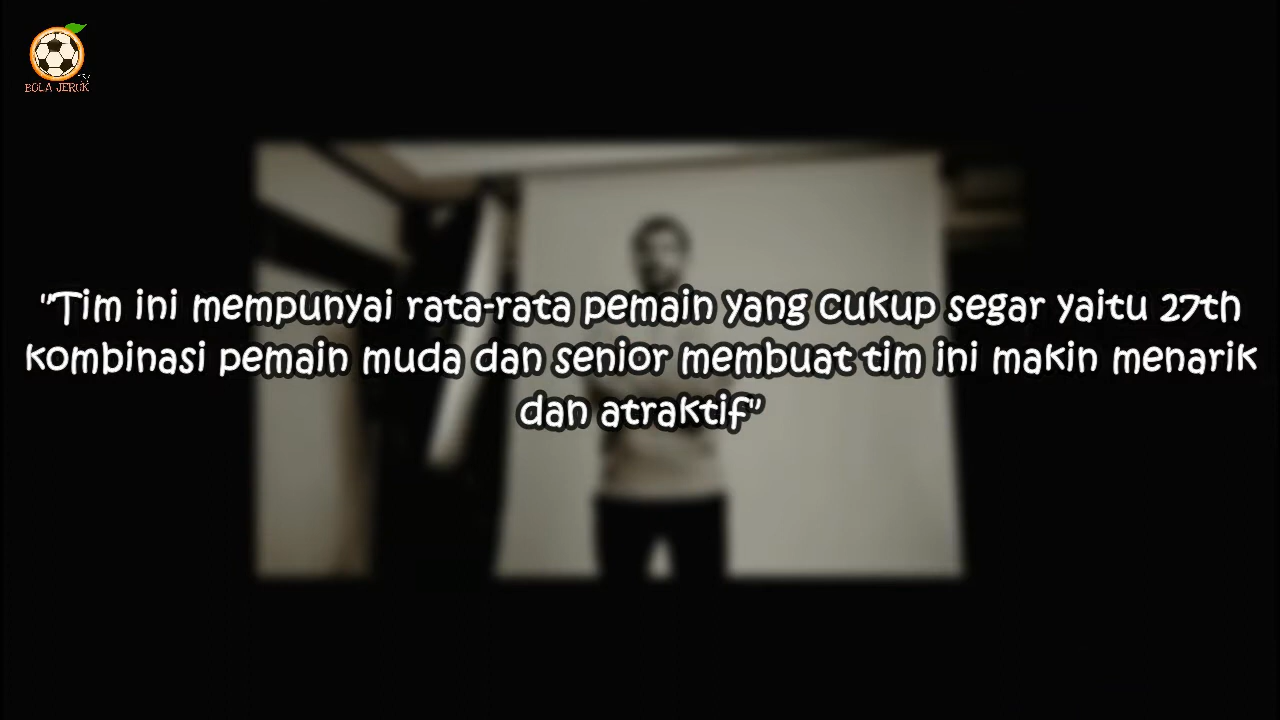 BOLA JERUK
"Tim ini mempunyai rata-rata pemain yang cukup segar yaitu 27th
kombinasi pemain muda dan senior membuat tim ini makin menarik
dan atraktif"